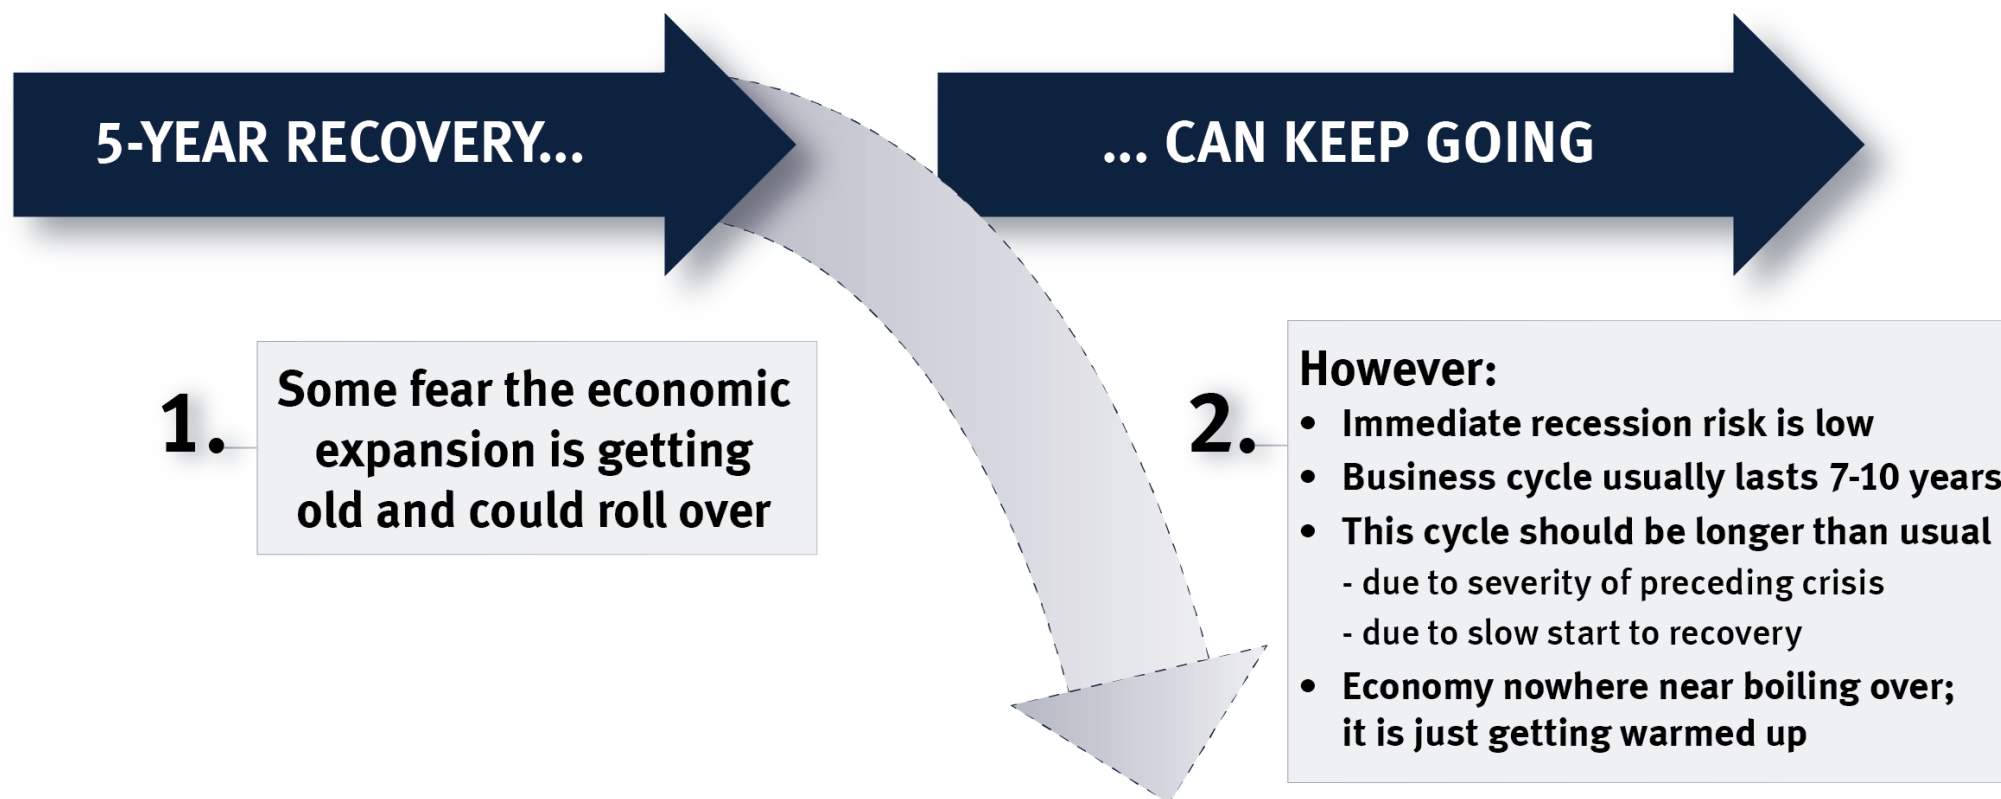 5-YEAR RECOVERY...
... CAN KEEP GOING
1.
Some fear the economic
expansion is getting
old and could roll over
2.
However:
• Immediate recession risk is low
• Business cycle usually lasts 7-10 years
• This cycle should be longer than usual
- due to severity of preceding crisis
- due to slow start to recovery
• Economy nowhere near boiling over;
it is just getting warmed up